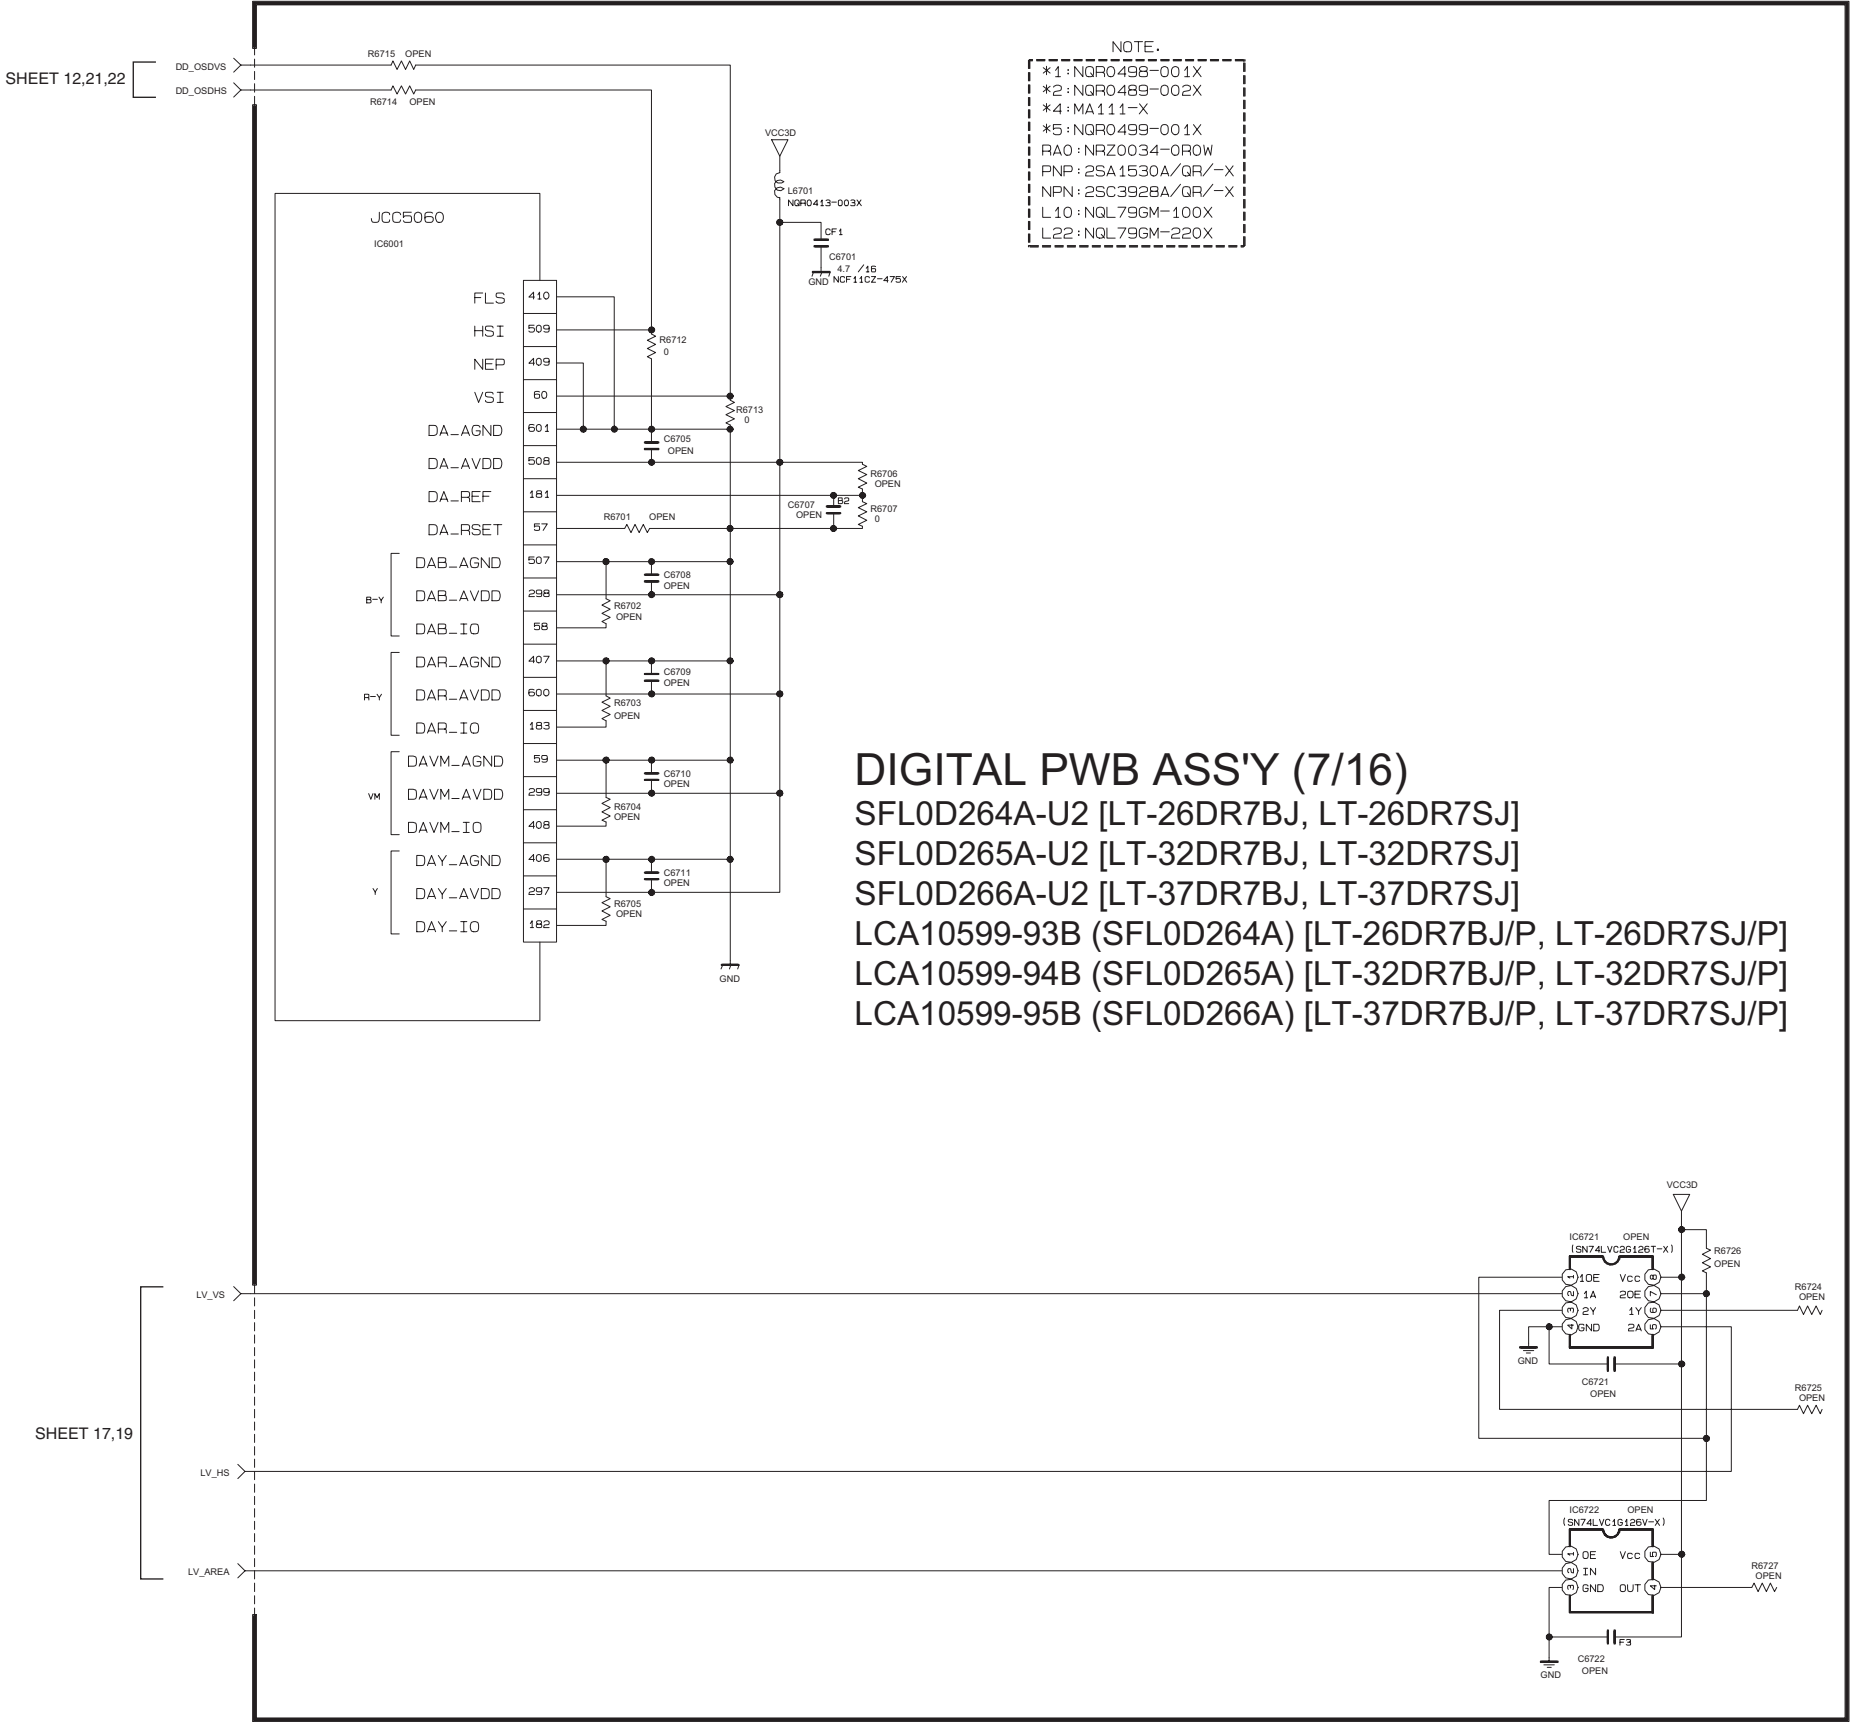 SHEET 12,21,22
DD_OSDVS
DD_OSDHS
R6715 OPEN
R6714 OPEN
NOTE.
*1:NQR0498-001X
*2:NQR0489-002X
*4:MA111-X
*5:NQR0499-001X
RA0:NRZ0034-0R0W
PNP:2SA1530A/QR/-X
NPN:2SC3928A/QR/-X
L10:NQL79GM-100X
L22:NQL79GM-220X
VCC3D
L6701
NQR0413-003X
CF1
C6701
4.7 /16
GND NCF11CZ-475X
JCC5060
IC6001
FLS 410
HSI 509
R6712
0
NEP 409
VSI 60
R6713
0
DA_AGND 601
C6705
OPEN
DA_AVDD 508
R6706
OPEN
DA_REF 181
C6707
OPEN
B2
R6707
0
DA_RSET 57
R6701 OPEN
B-Y
DAB_AGND 507
C6708
OPEN
DAB_AVDD 298
R6702
OPEN
DAB_IO 58
R-Y
DAR_AGND 407
C6709
OPEN
DAR_AVDD 600
R6703
OPEN
DAR_IO 183
VM
DAVM_AGND 59
C6710
OPEN
DAVM_AVDD 299
R6704
OPEN
DAVM_IO 408
Y
DAY_AGND 406
C6711
OPEN
DAY_AVDD 297
R6705
OPEN
DAY_IO 182
GND
DIGITAL PWB ASS'Y (7/16)
SFL0D264A-U2 [LT-26DR7BJ, LT-26DR7SJ]
SFL0D265A-U2 [LT-32DR7BJ, LT-32DR7SJ]
SFL0D266A-U2 [LT-37DR7BJ, LT-37DR7SJ]
LCA10599-93B (SFL0D264A) [LT-26DR7BJ/P, LT-26DR7SJ/P]
LCA10599-94B (SFL0D265A) [LT-32DR7BJ/P, LT-32DR7SJ/P]
LCA10599-95B (SFL0D266A) [LT-37DR7BJ/P, LT-37DR7SJ/P]
SHEET 17,19
LV_VS
LV_HS
LV_AREA
VCC3D
IC6721 OPEN
(SN74LVC2G126T-X)
R6726
OPEN
1 1OE Vcc 8
2 1A 2OE 7
3 2Y 1Y 6
4 GND 2A 5
GND
C6721
OPEN
R6724
OPEN
R6725
OPEN
IC6722 OPEN
(SN74LVC1G126V-X)
1 OE Vcc 5
2 IN
3 GND OUT 4
R6727
OPEN
F3
C6722
OPEN
GND